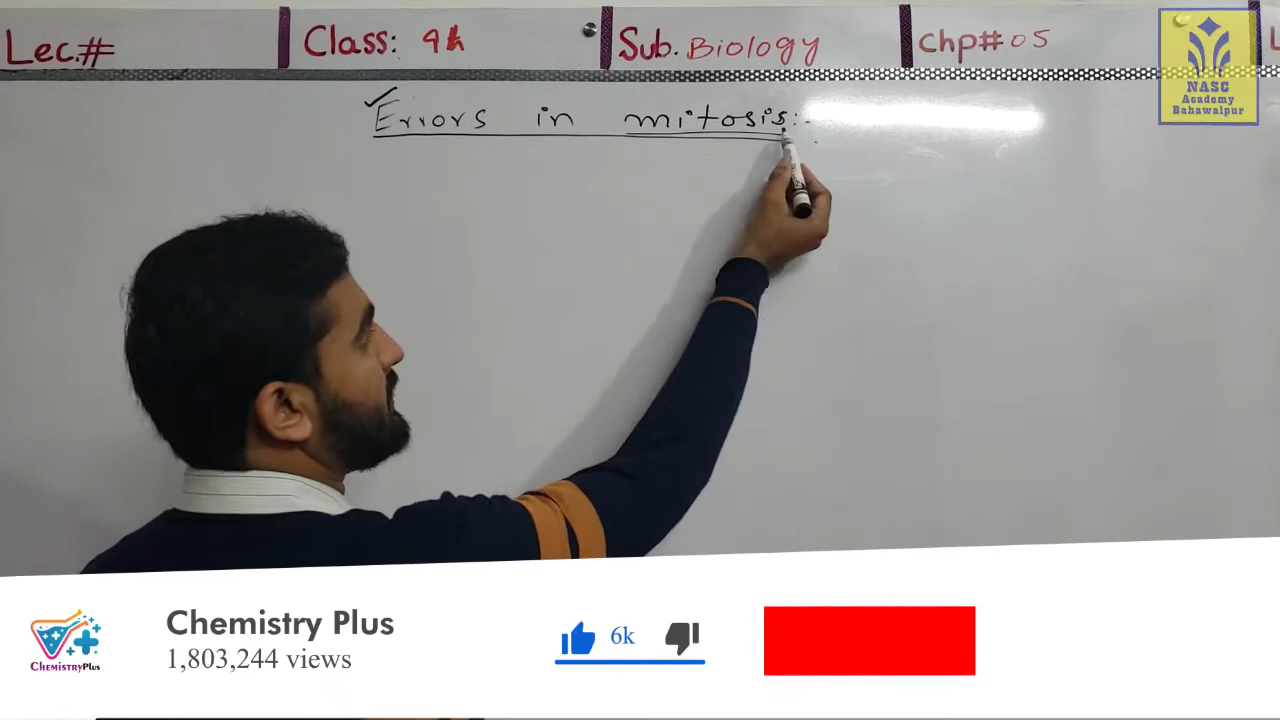 Lec.#
Class: 9th
Sub. Biology
Chp# 05
NASC
Academy
Bahawalpur
Errors in mitosis:-
Chemistry Plus
1,803,244 views
6k
ChemistryPlus